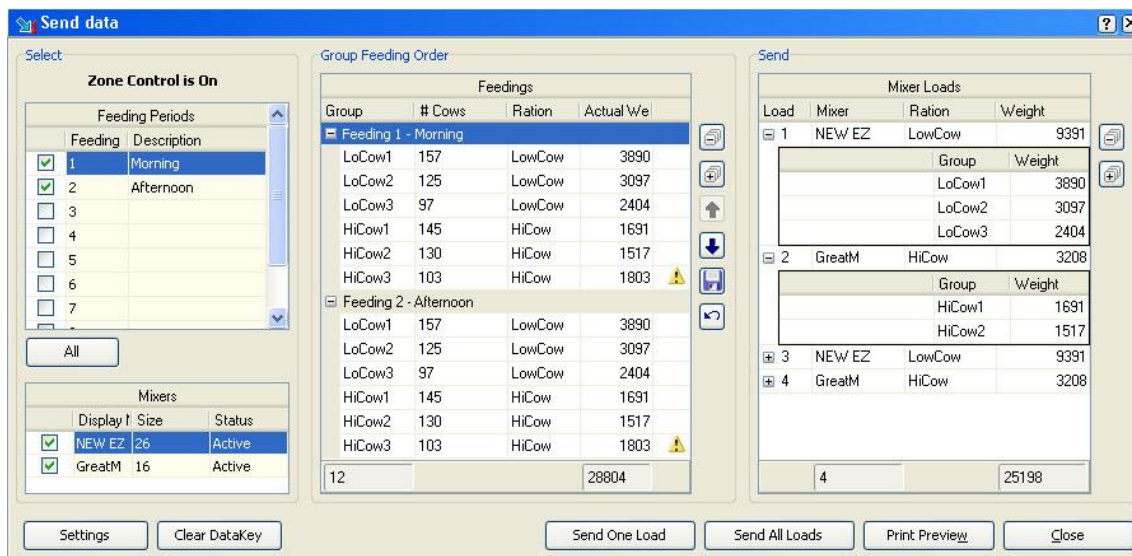 Send data
Select
Zone Control is On
Feeding Periods
Feeding Description
1 Morning
2 Afternoon
3
4
5
6
7
All
Mixers
Display N Size Status
NEW EZ 26 Active
GreatM 16 Active
Settings Clear DataKey
Group Feeding Order
Feedings
Group # Cows Ration Actual We
Feeding 1 - Morning
LoCow1 157 LowCow 3890
LoCow2 125 LowCow 3097
LoCow3 97 LowCow 2404
HiCow1 145 HiCow 1691
HiCow2 130 HiCow 1517
HiCow3 103 HiCow 1803
Feeding 2 - Afternoon
LoCow1 157 LowCow 3890
LoCow2 125 LowCow 3097
LoCow3 97 LowCow 2404
HiCow1 145 HiCow 1691
HiCow2 130 HiCow 1517
HiCow3 103 HiCow 1803
12 28804
Send
Mixer Loads
Load Mixer Ration Weight
1 NEW EZ LowCow 9391
Group Weight
LoCow1 3890
LoCow2 3097
LoCow3 2404
2 GreatM HiCow 3208
Group Weight
HiCow1 1691
HiCow2 1517
3 NEW EZ LowCow 9391
4 GreatM HiCow 3208
4 25198
Send One Load Send All Loads Print Preview Close